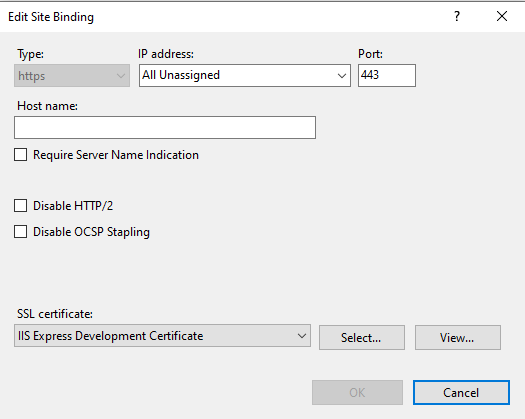 Edit Site Binding
?
Type:
IP address:
Port:
https
All Unassigned
443
Host name:
Require Server Name Indication
Disable HTTP/2
Disable OCSP Stapling
SSL certificate:
IIS Express Development Certificate
Select...
View...
OK
Cancel